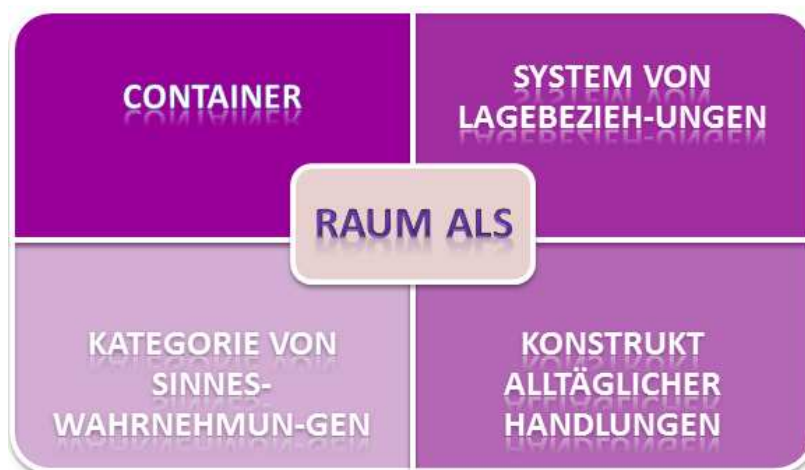 CONTAINER
SYSTEM VON
LAGEBEZIEH-UNGEN
RAUM ALS
KATEGORIE VON
SINNES-
WAHRNEHMUN-GEN
KONSTRUKT
ALLTÄGLICHER
HANDLUNGEN